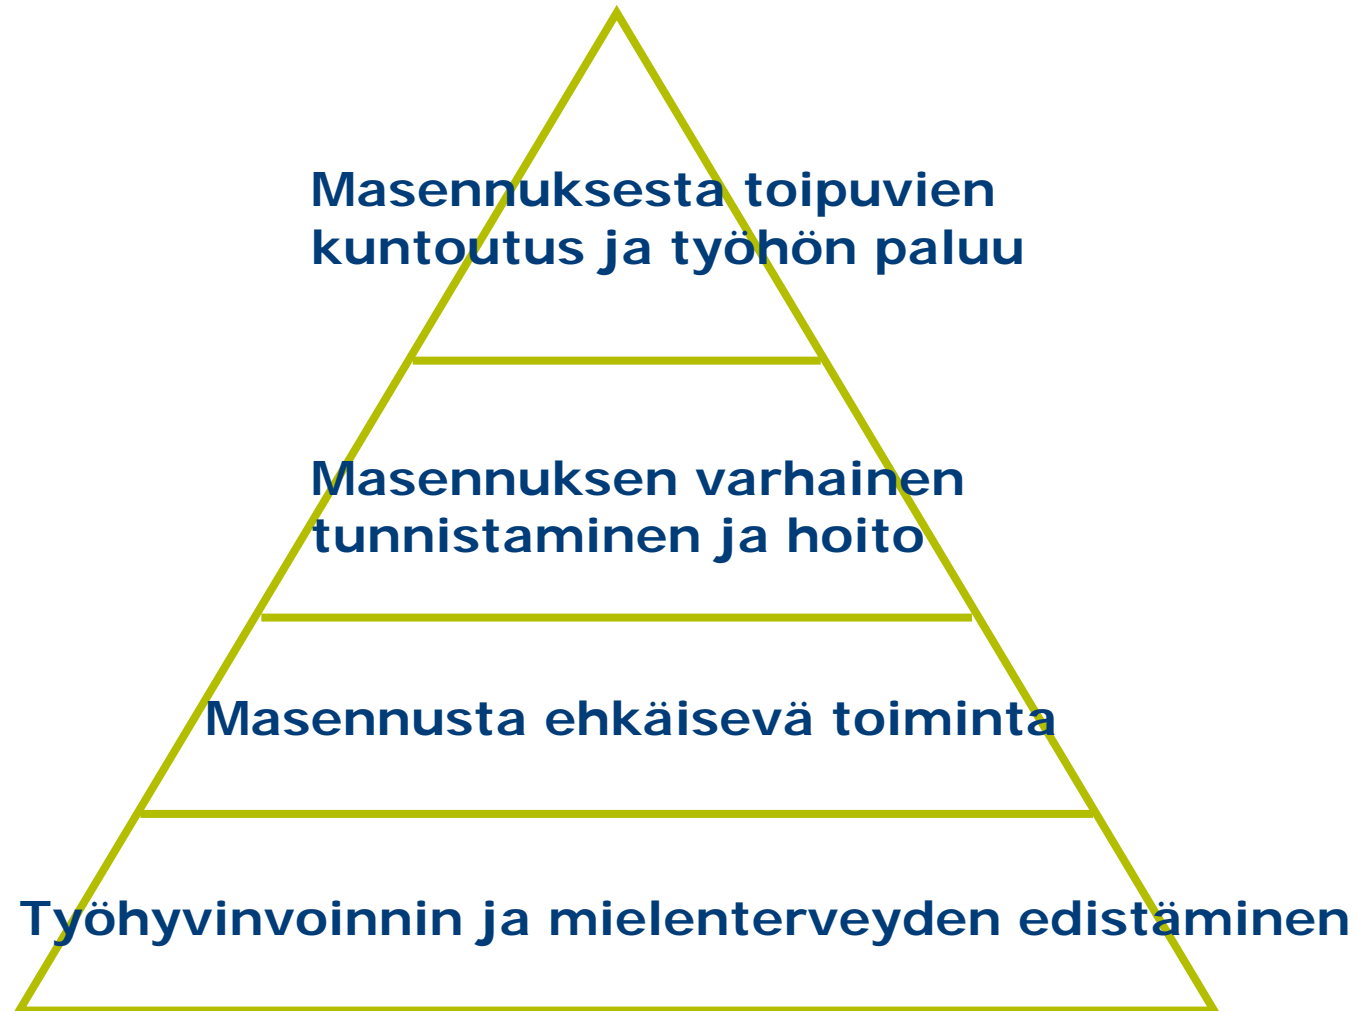 Masennuksesta toipuvien
kuntoutus ja työhön paluu
Masennuksen varhainen
tunnistaminen ja hoito
Masennusta ehkäisevä toiminta
Työhyvinvoinnin ja mielenterveyden edistäminen